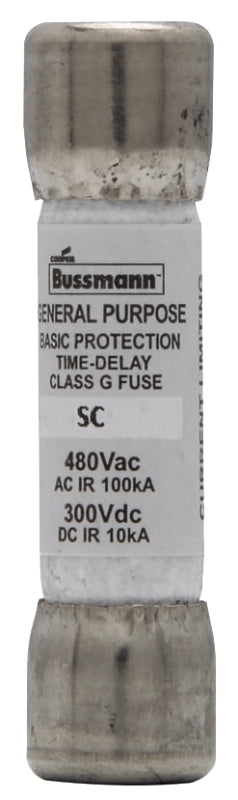 COOPER
Bussmann™
GENERAL PURPOSE
BASIC PROTECTION
TIME-DELAY
CLASS G FUSE
SC
480Vac
AC IR 100kA
300Vdc
DC IR 10kA
CURRENT LIMITING